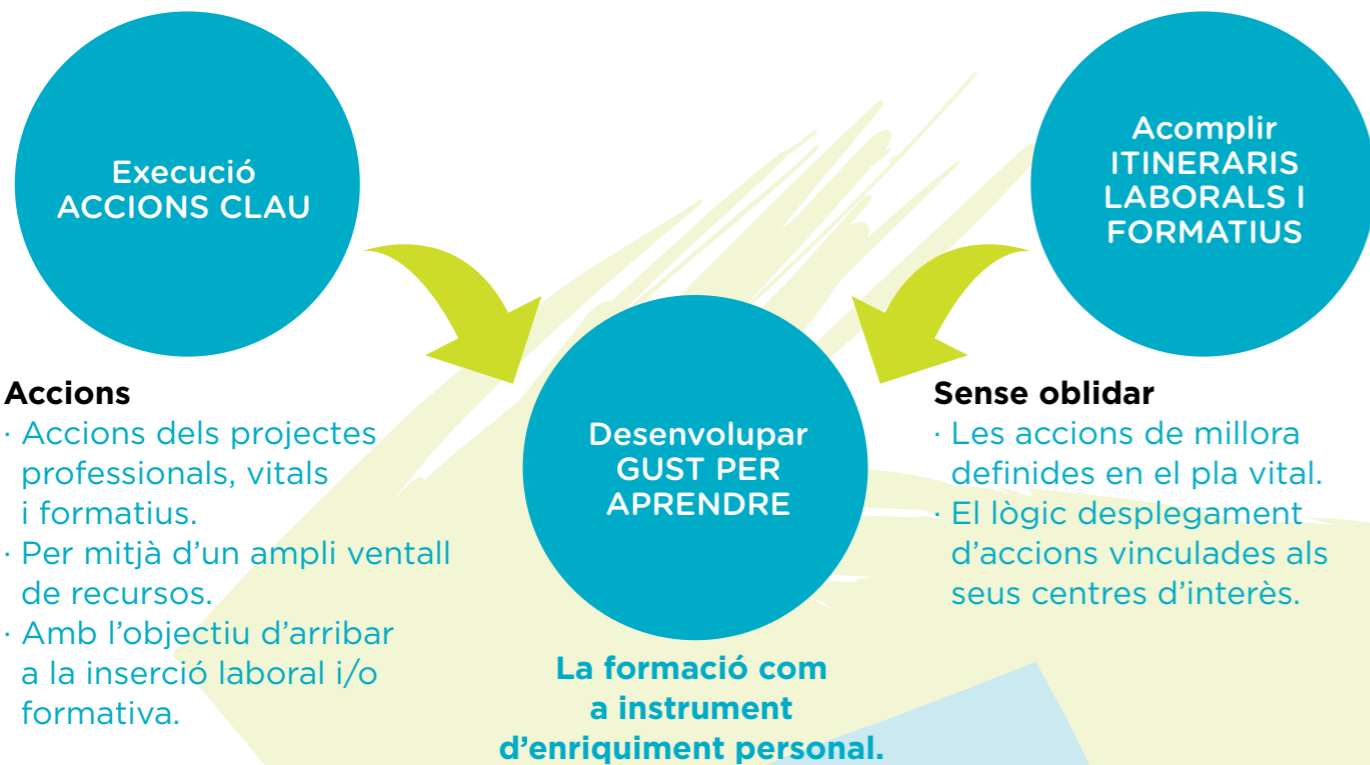 Execució
ACCIONS CLAU
Acomplir
ITINERARIS
LABORALS I
FORMATIUS
Desenvolupar
GUST PER
APRENDRE
Accions
· Accions dels projectes
professionals, vitals
i formatius.
· Per mitjà d’un ampli ventall
de recursos.
· Amb l’objectiu d’arribar
a la inserció laboral i/o
formativa.
La formació com
a instrument
d’enriquiment personal.
Sense oblidar
· Les accions de millora
definides en el pla vital.
· El lògic desplegament
d’accions vinculades als
seus centres d’interès.